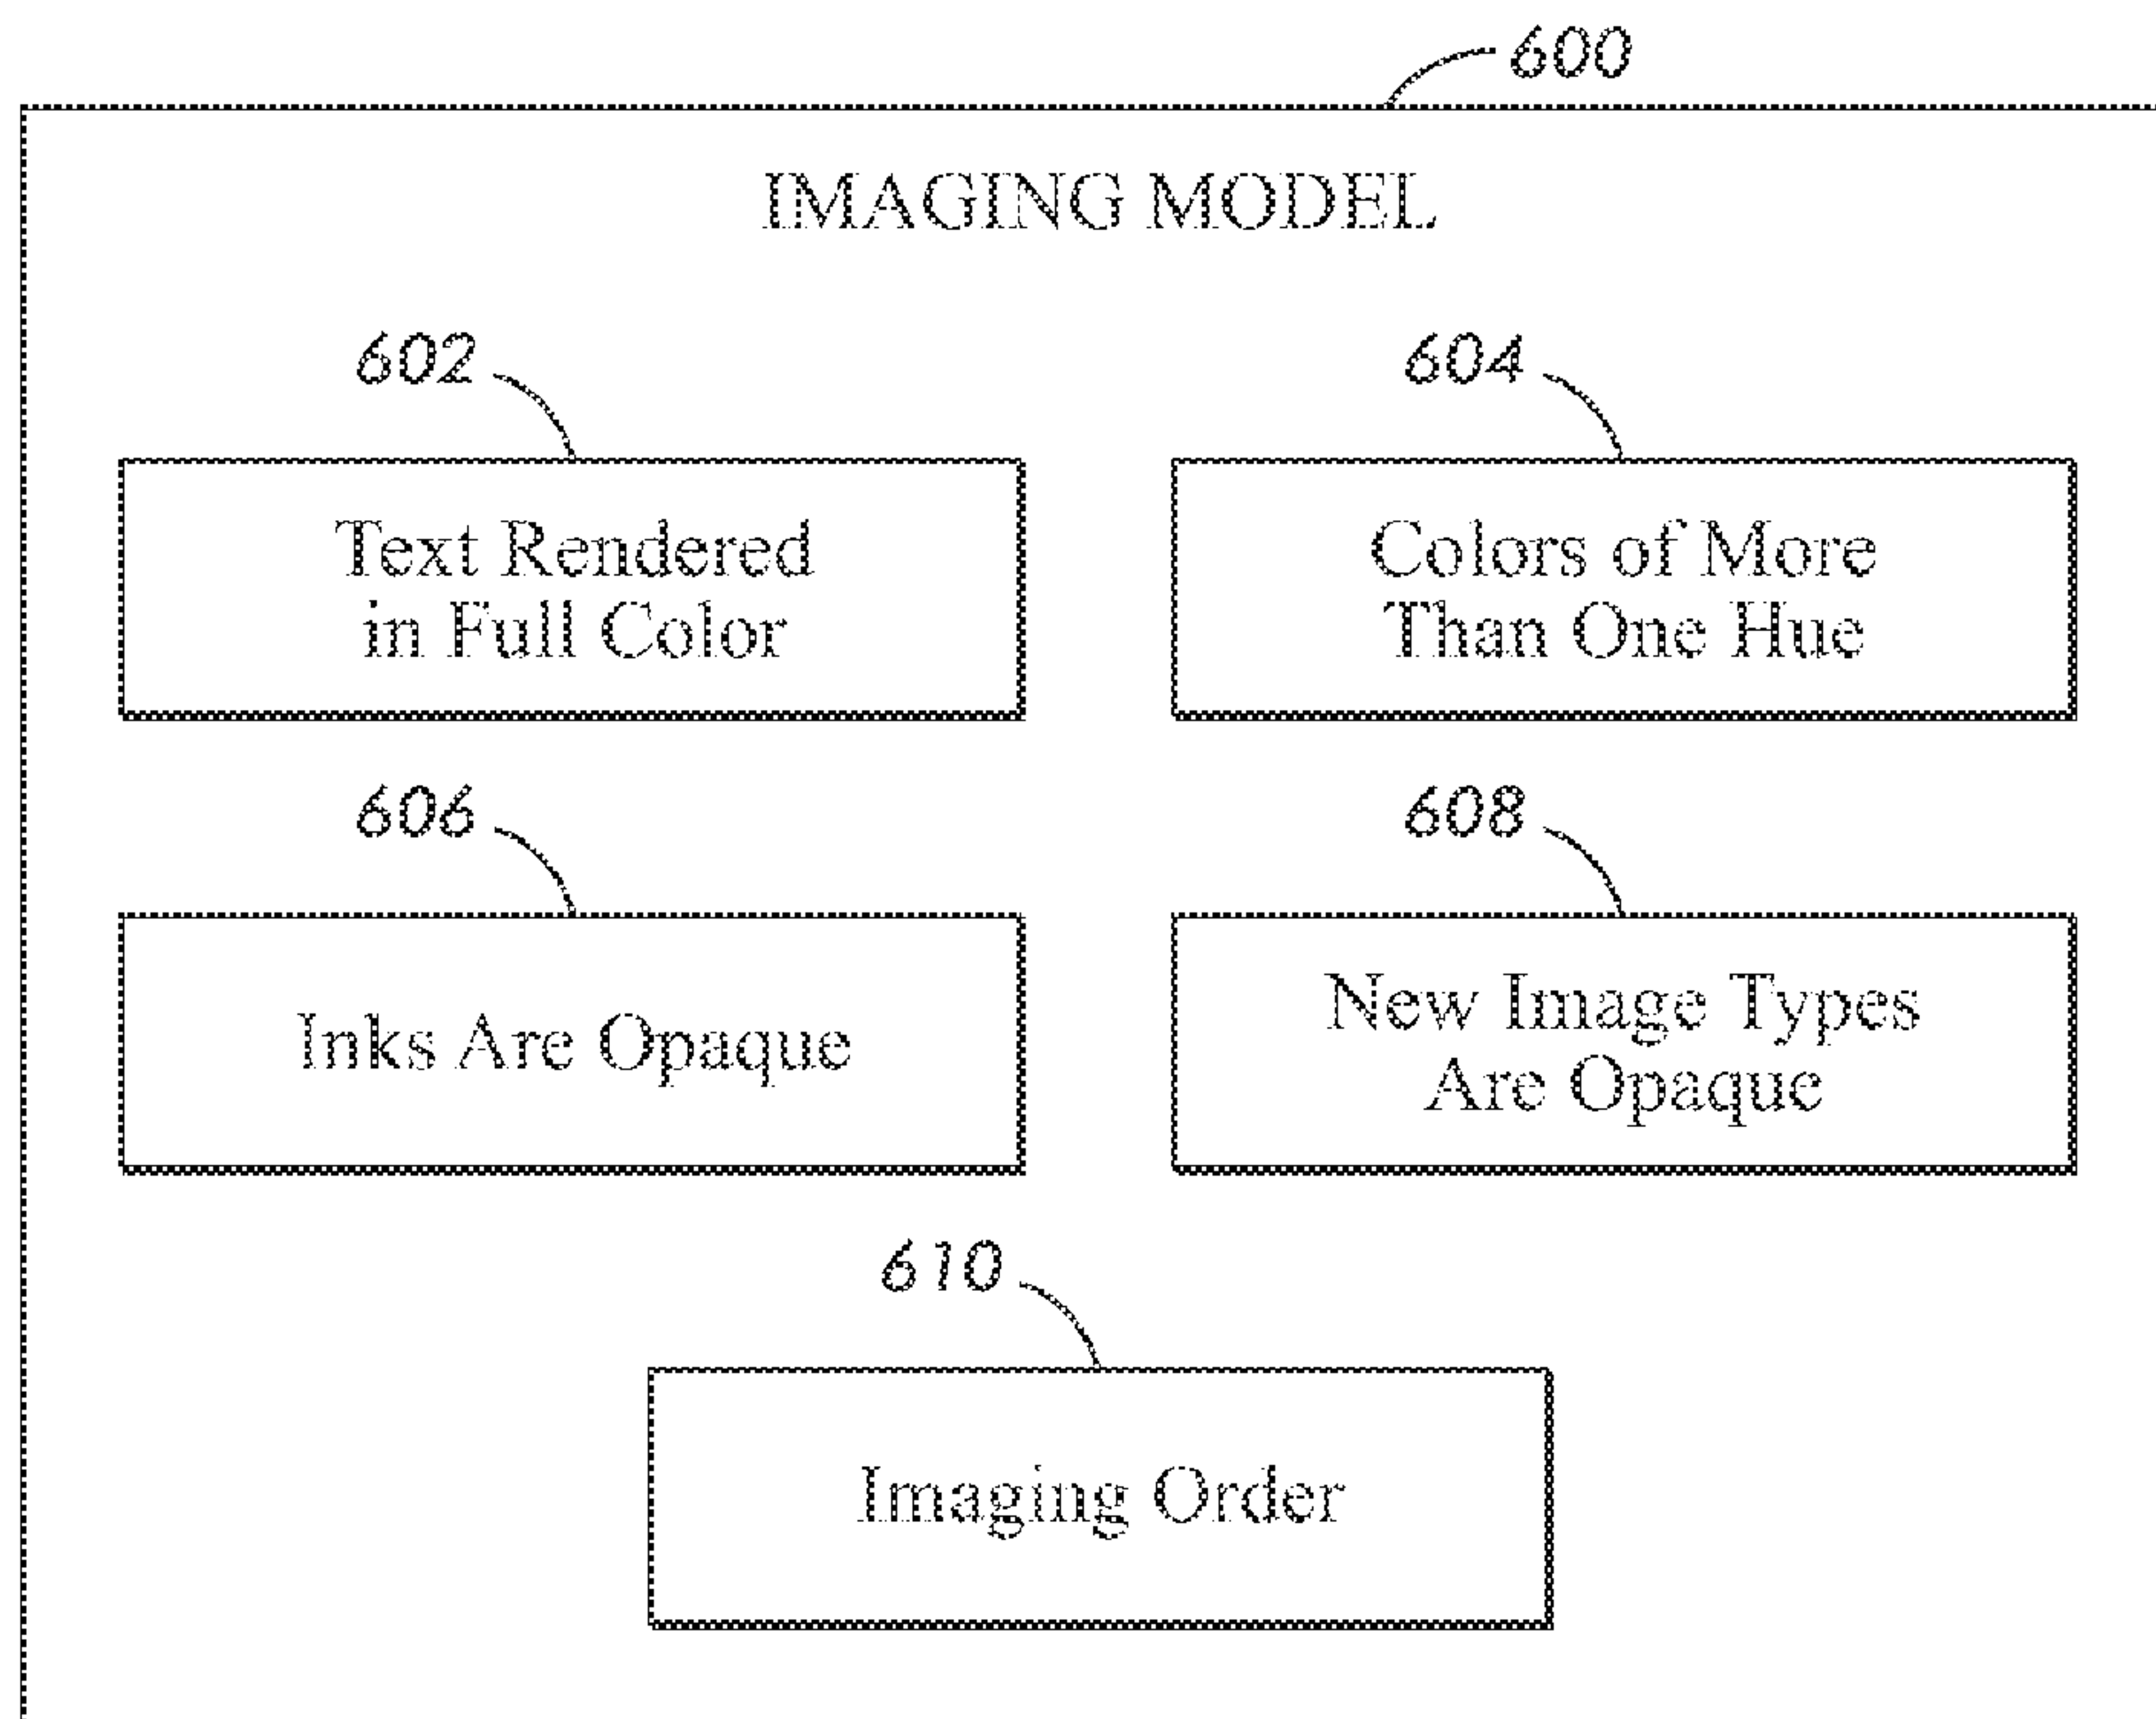 600
IMAGING MODEL
602
604
Text Rendered
in Full Color
Colors of More
Than One Hue
606
608
Inks Are Opaque
New Image Types
Are Opaque
610
Imaging Order